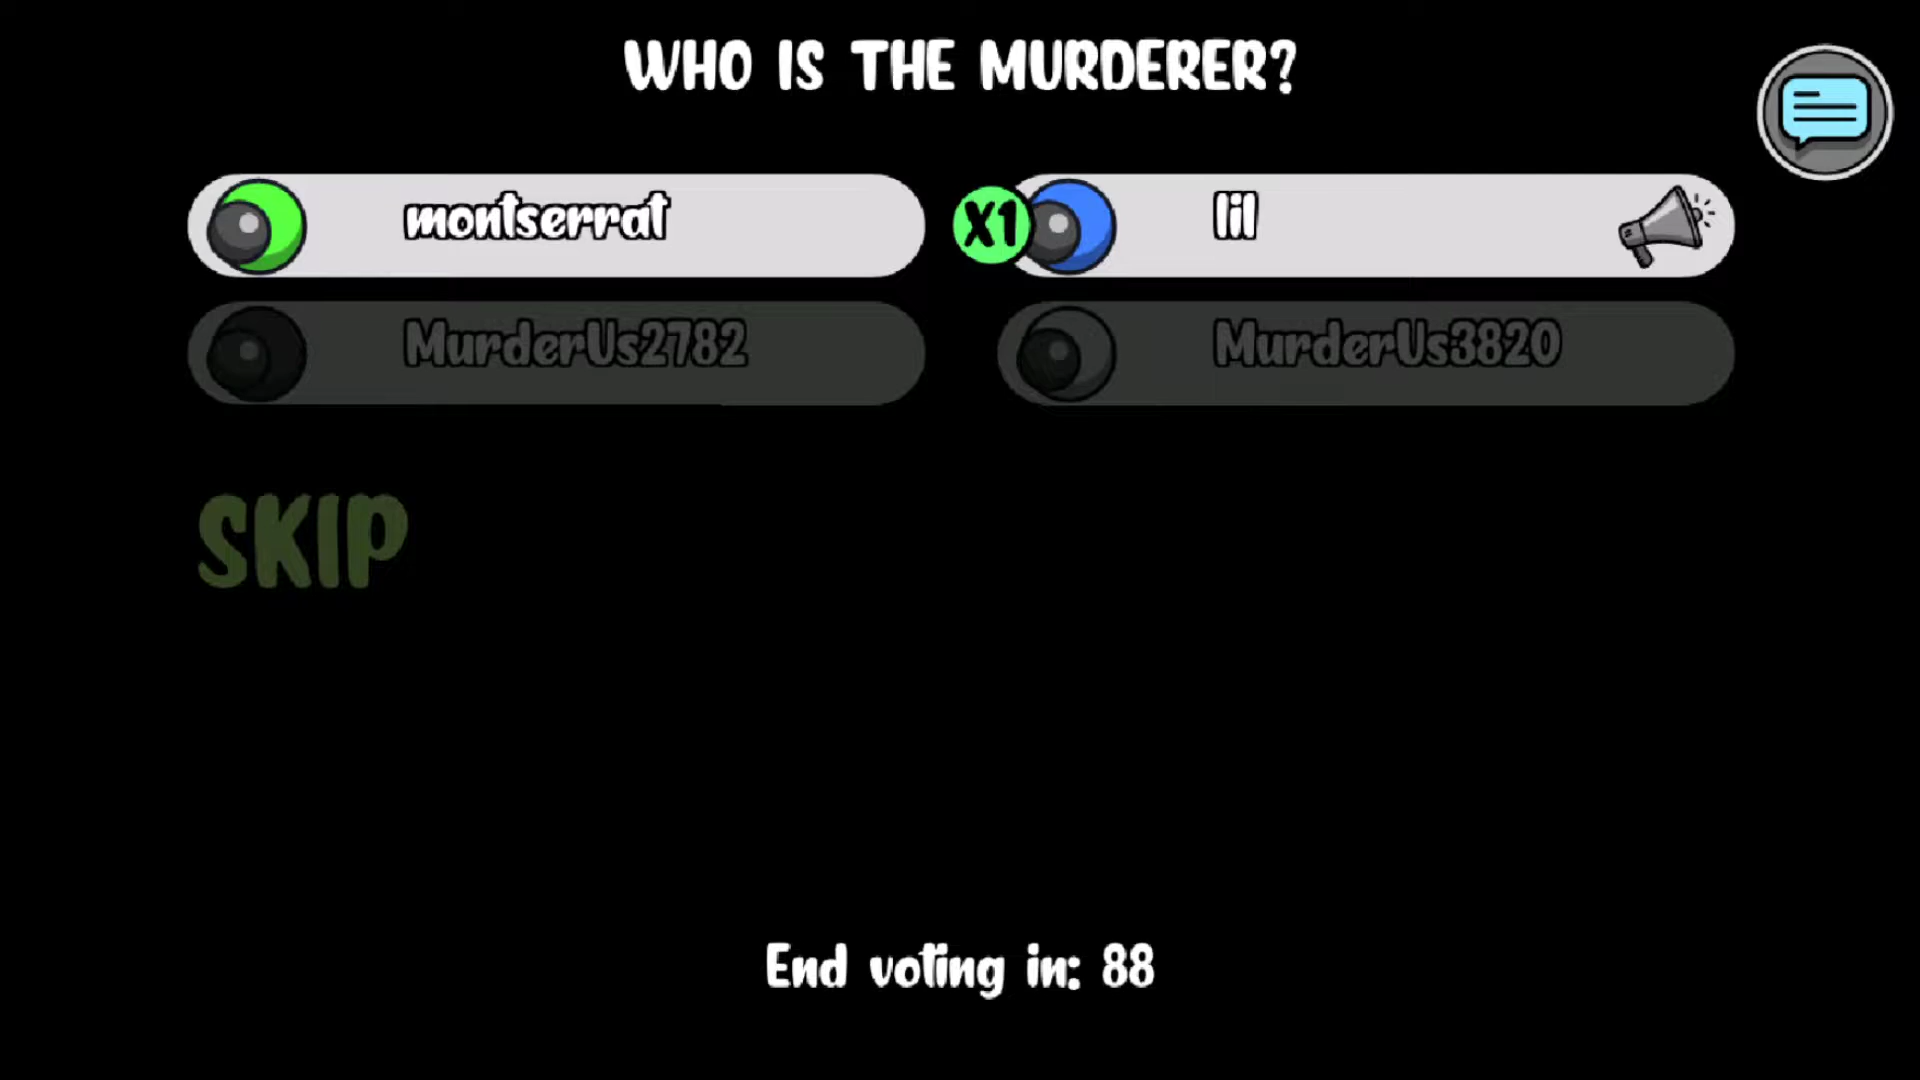 WHO IS THE MURDERER?
montserrat
X1 lil
MurderUs2782
MurderUs3820
SKIP
End voting in: 88